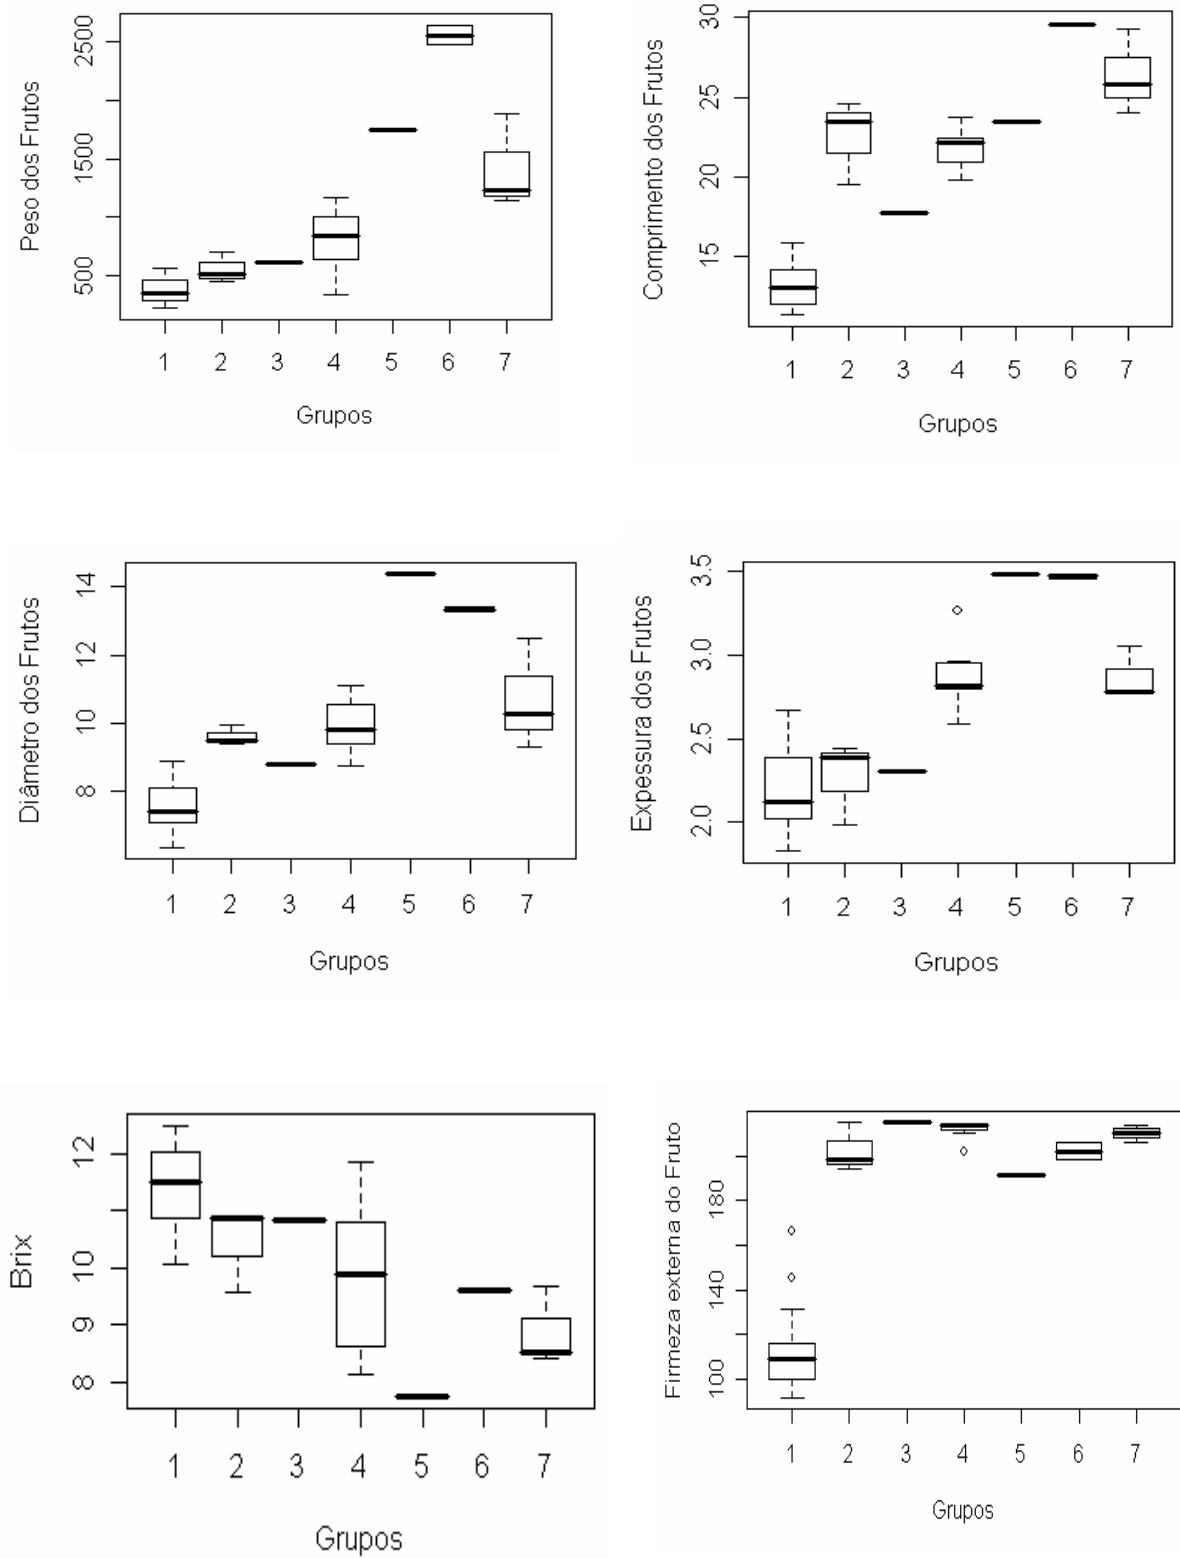 Peso dos Frutos
500 1500 2500
1 2 3 4 5 6 7
Grupos
Comprimento dos Frutos
15 20 25 30
1 2 3 4 5 6 7
Grupos
Diâmetro dos Frutos
8 10 12 14
1 2 3 4 5 6 7
Grupos
Expessura dos Frutos
2.0 2.5 3.0 3.5
1 2 3 4 5 6 7
Grupos
Brix
8 9 10 12
1 2 3 4 5 6 7
Grupos
Firmeza externa do Fruto
100 140 180
1 2 3 4 5 6 7
Grupos